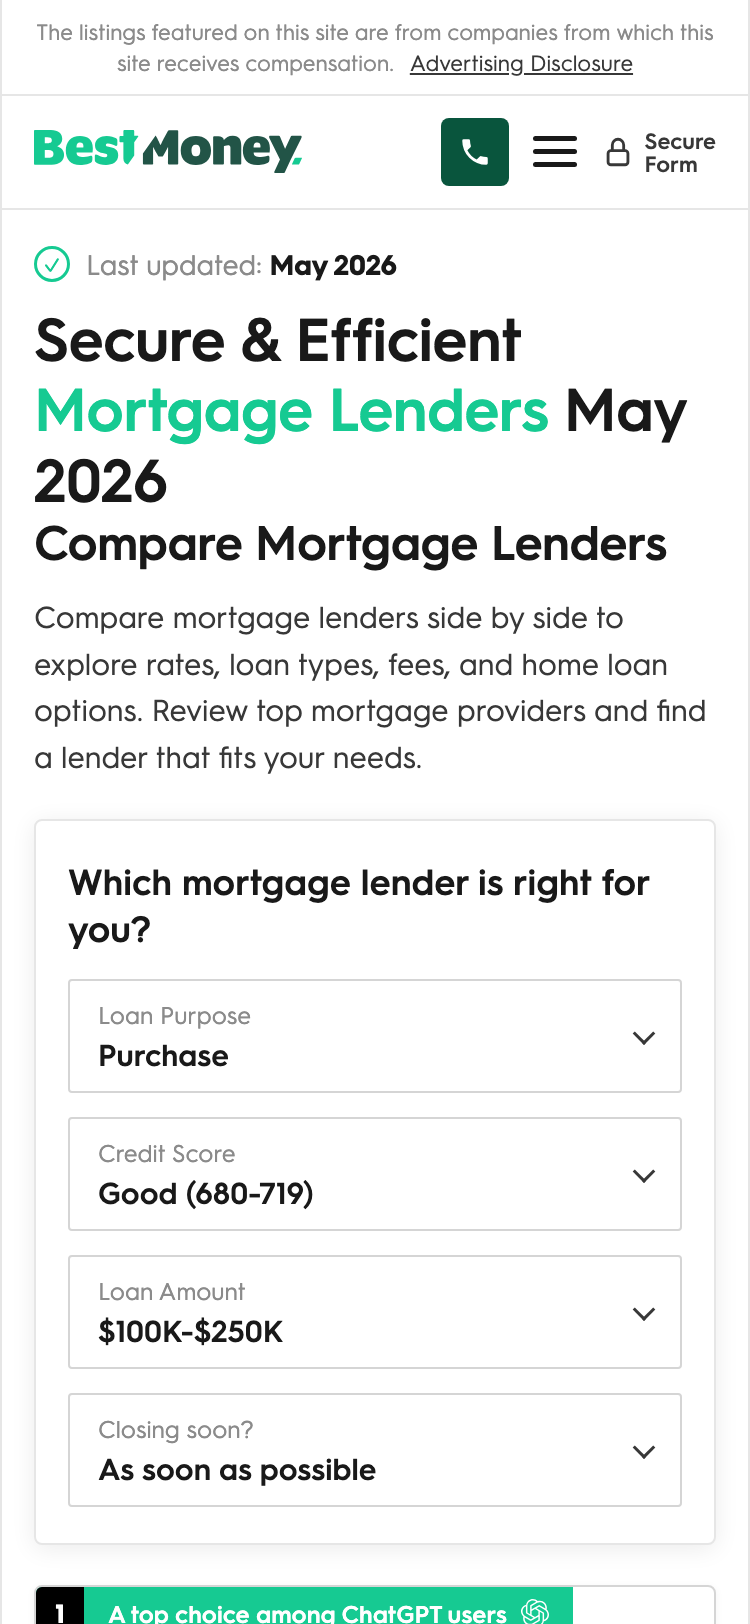 The listings featured on this site are from companies from which this
site receives compensation. Advertising Disclosure
BestMoney.
Secure
Form
Last updated: May 2026
Secure & Efficient
Mortgage Lenders May
2026
Compare Mortgage Lenders
Compare mortgage lenders side by side to
explore rates, loan types, fees, and home loan
options. Review top mortgage providers and find
a lender that fits your needs.
Which mortgage lender is right for
you?
Loan Purpose
Purchase
Credit Score
Good (680-719)
Loan Amount
$100K-$250K
Closing soon?
As soon as possible
1 A top choice among ChatGPT users